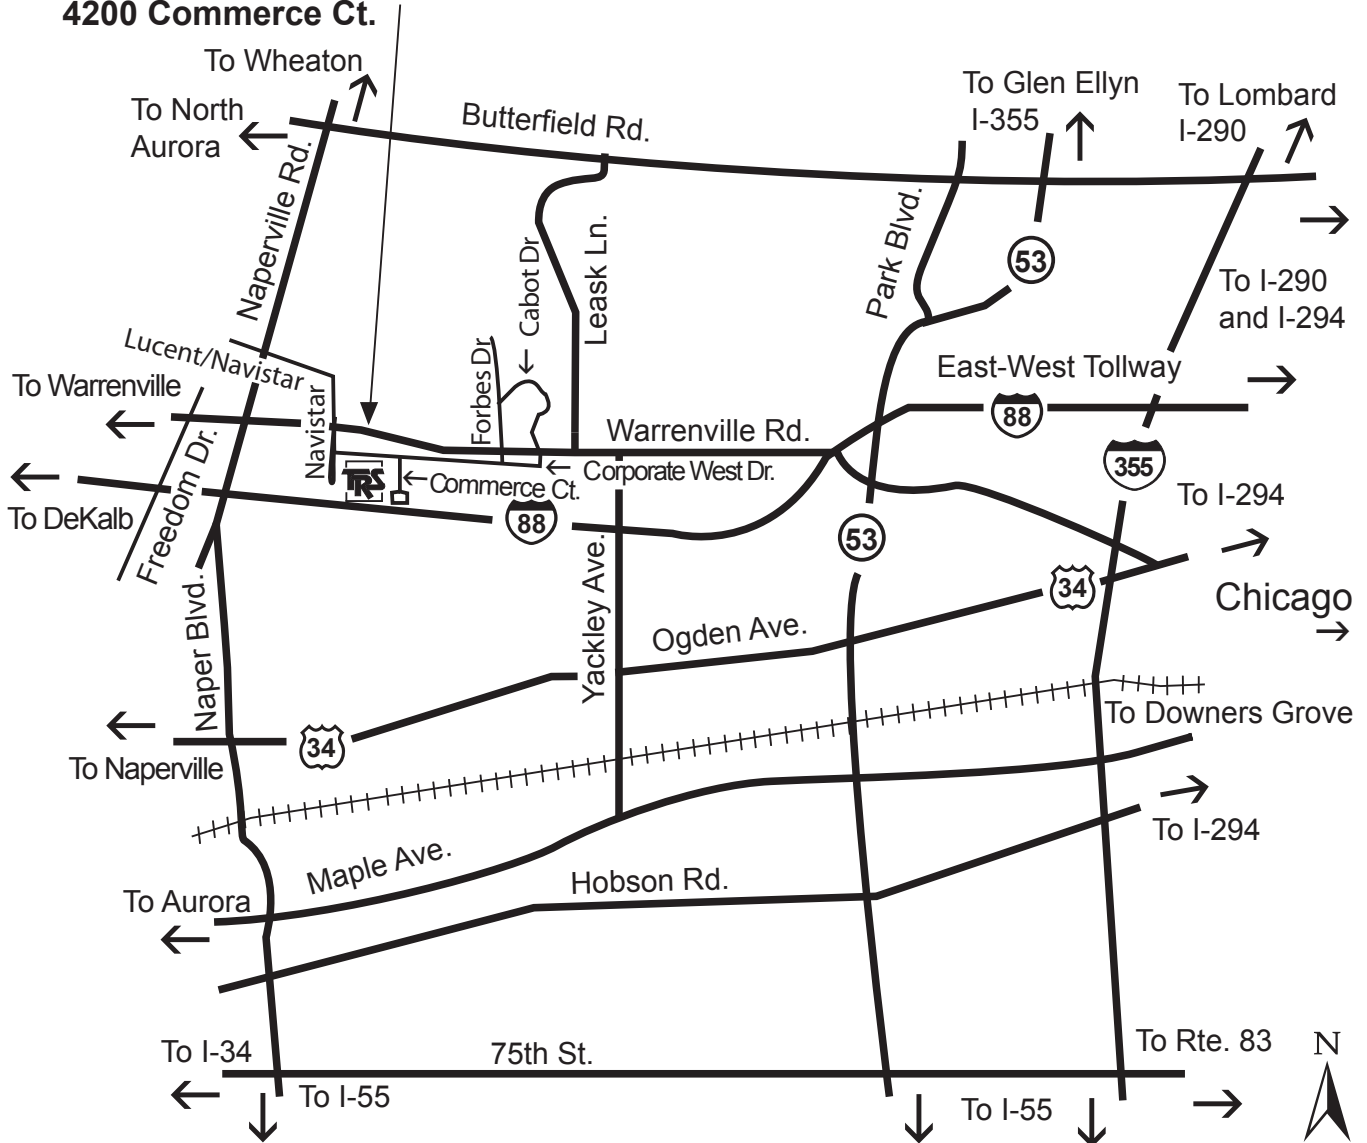 4200 Commerce Ct.
To Wheaton
To North
Aurora
Butterfield Rd.
To Glen Ellyn
I-355
To Lombard
I-290
Naperville Rd.
Leask Ln.
Cabot Dr
Park Blvd.
53
To I-290
and I-294
Lucent/Navistar
Forbes Dr
East-West Tollway
To Warrenville
Navistar
88
Warrenville Rd.
Freedom Dr.
TRS
Commerce Ct.
Corporate West Dr.
355
To I-294
To DeKalb
88
53
Naper Blvd.
Yackley Ave.
Ogden Ave.
34
Chicago
To Naperville
34
To Downers Grove
Maple Ave.
To I-294
To Aurora
Hobson Rd.
To I-34
75th St.
To Rte. 83
N
To I-55
To I-55